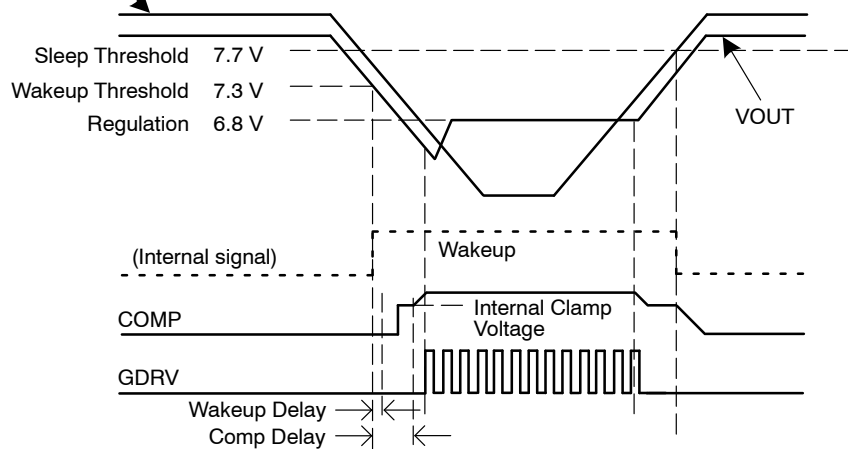 Sleep Threshold 7.7 V
Wakeup Threshold 7.3 V
Regulation 6.8 V
VOUT
(Internal signal)
Wakeup
COMP
Internal Clamp
Voltage
GDRV
Wakeup Delay
Comp Delay